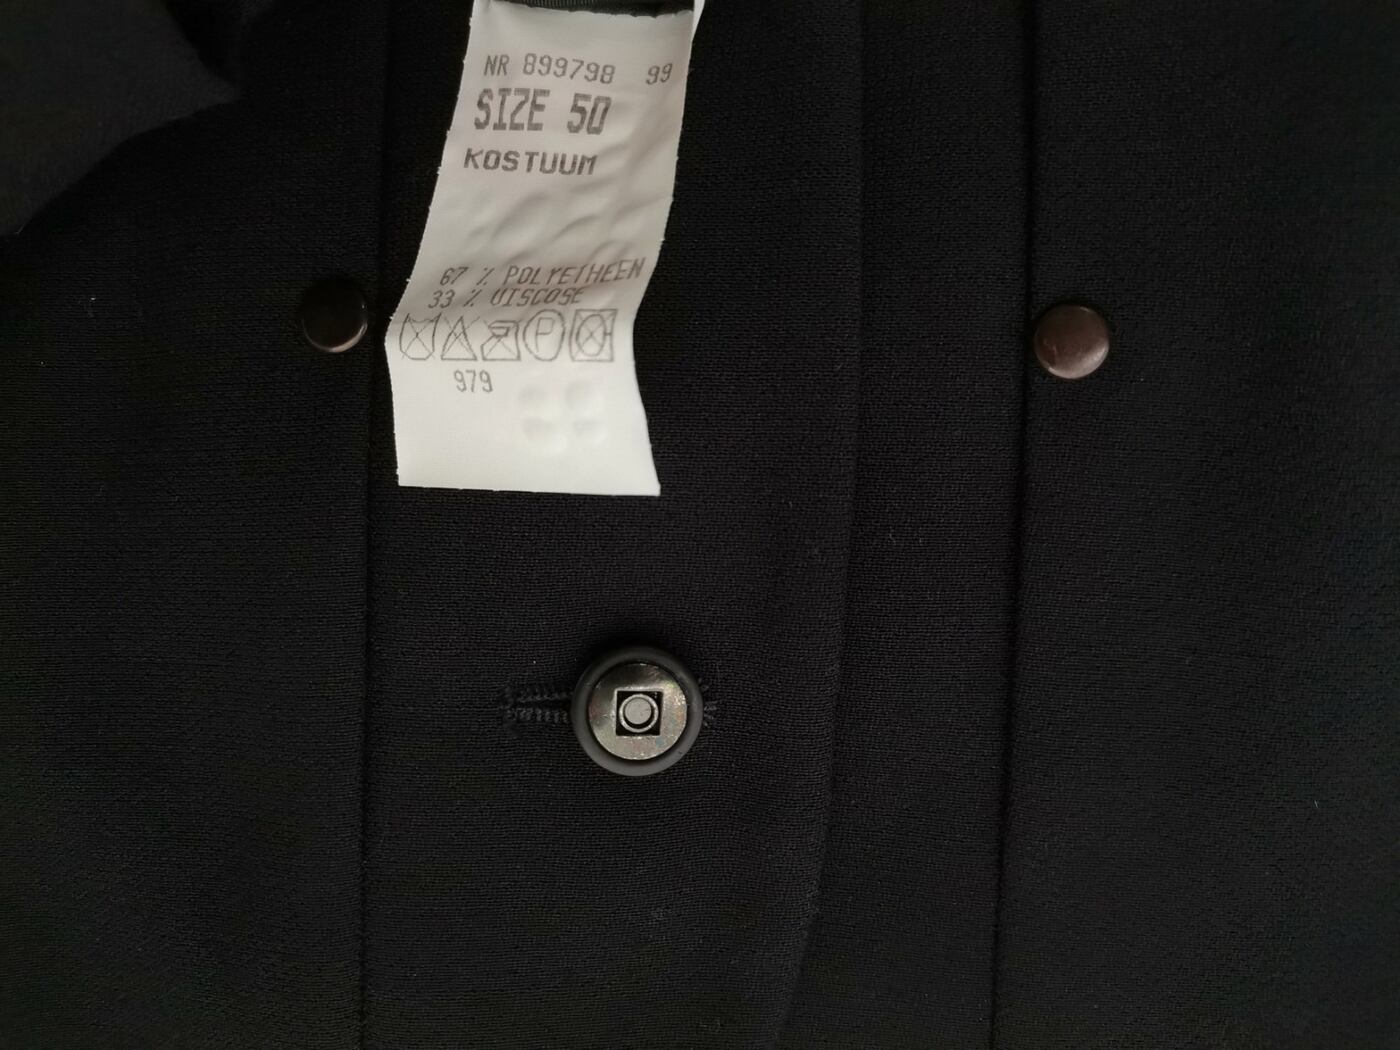 NR 899798 99
SIZE 50
KOSTUUM
67 % POLYETHEEN
33 % VISCOSE
P
979